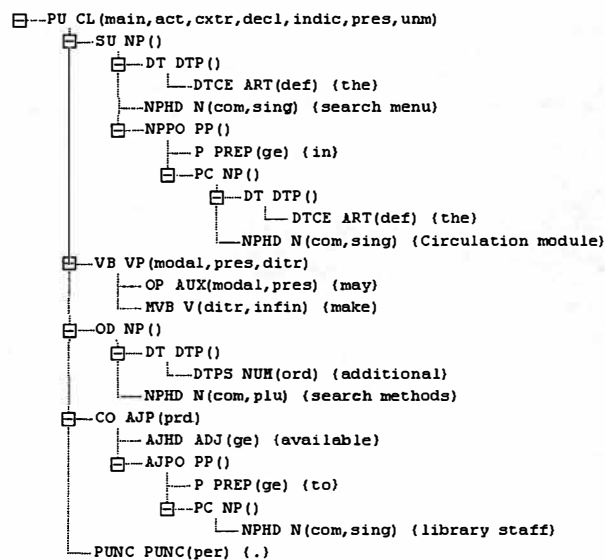 PU CL(main,act,cxtr,decl,indic,pres,unm)
SU NP()
DT DTP()
DTCE ART(def) {the}
NPHD N(com,sing) {search menu}
NPPO PP()
P PREP(ge) {in}
PC NP()
DT DTP()
DTCE ART(def) {the}
NPHD N(com,sing) {Circulation module}
VB VP(modal,pres,ditr)
OP AUX(modal,pres) {may}
MVB V(ditr,infin) {make}
OD NP()
DT DTP()
DTPS NUM(ord) {additional}
NPHD N(com,plu) {search methods}
CO AJP(prd)
AJHD ADJ(ge) {available}
AJPO PP()
P PREP(ge) {to}
PC NP()
NPHD N(com,sing) {library staff}
PUNC PUNC(per) {.}